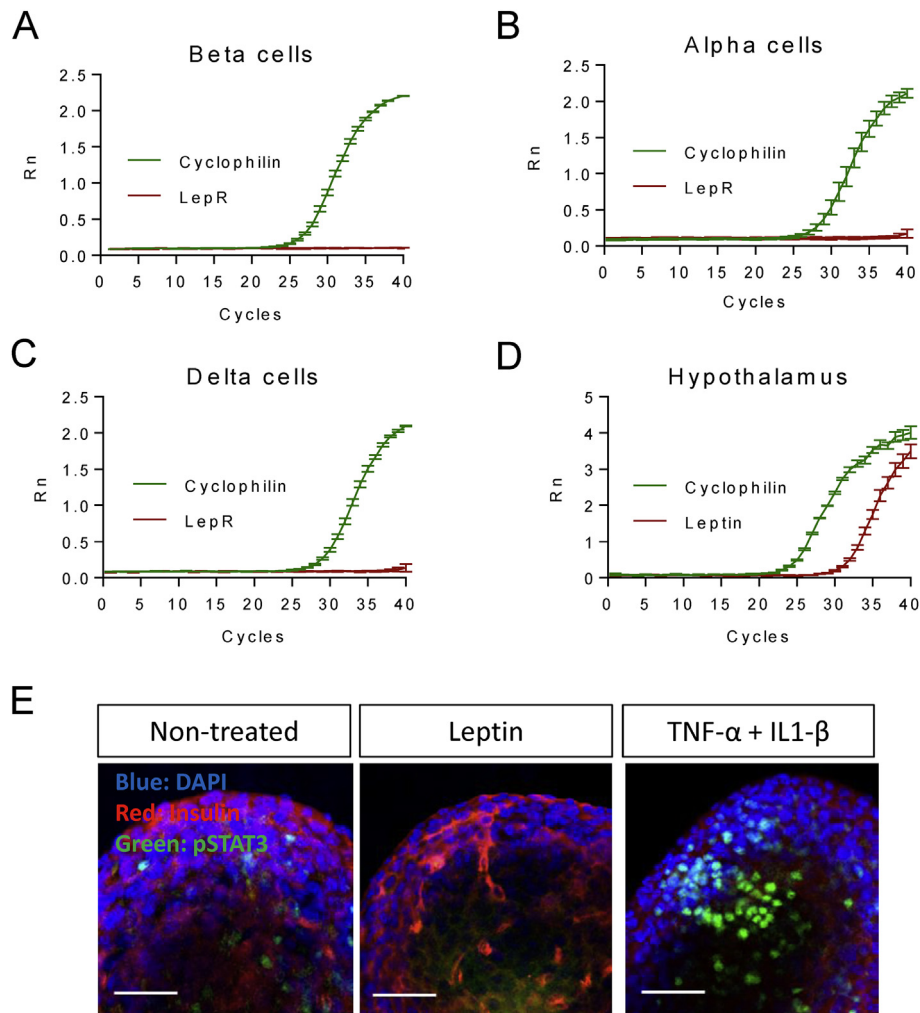 A
Beta cells
2.5
2.0
1.5
1.0
0.5
0.0
Rn
Cyclophilin
LepR
0 5 10 15 20 25 30 35 40
Cycles
B
Alpha cells
2.5
2.0
1.5
1.0
0.5
0.0
Rn
Cyclophilin
LepR
0 5 10 15 20 25 30 35 40
Cycles
C
Delta cells
2.5
2.0
1.5
1.0
0.5
0.0
Rn
Cyclophilin
LepR
0 5 10 15 20 25 30 35 40
Cycles
D
Hypothalamus
5
4
3
2
1
0
Rn
Cyclophilin
Leptin
0 5 10 15 20 25 30 35 40
Cycles
E
Non-treated
Leptin
TNF-α + IL1-β
Blue: DAPI
Red: Insulin
Green: pSTAT3